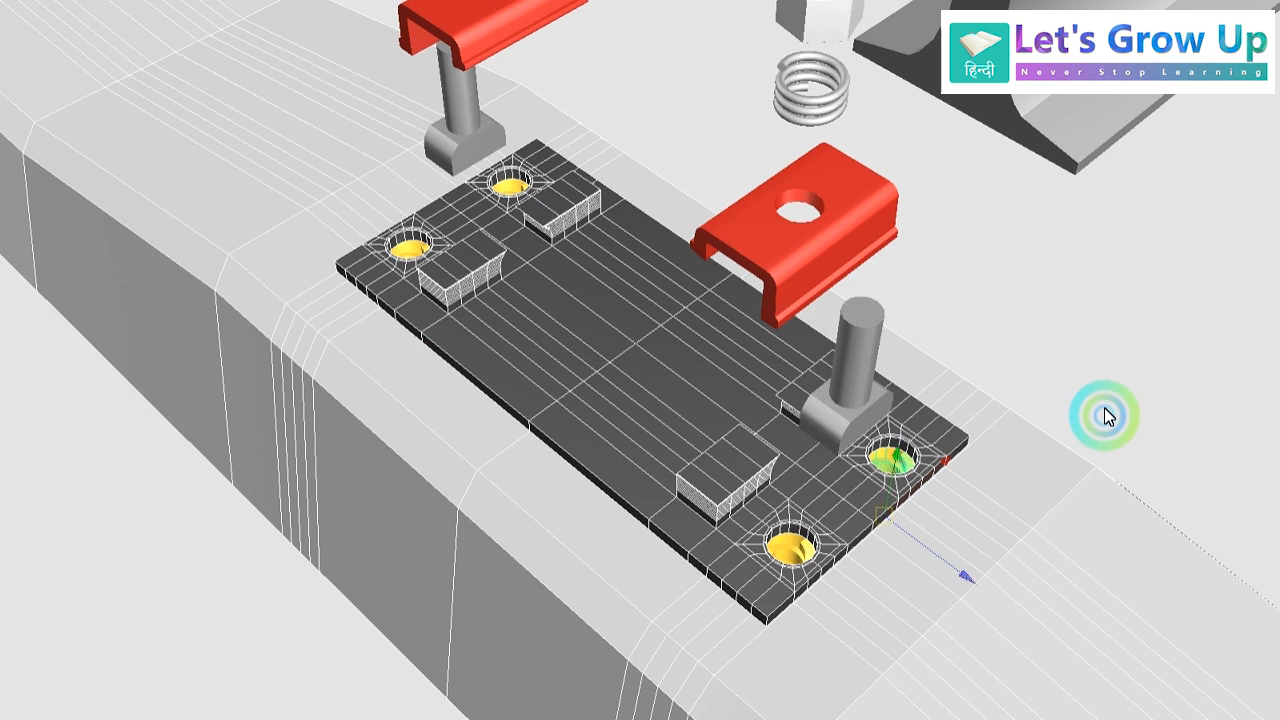 Let's Grow Up
हिन्दी
Never Stop Learning